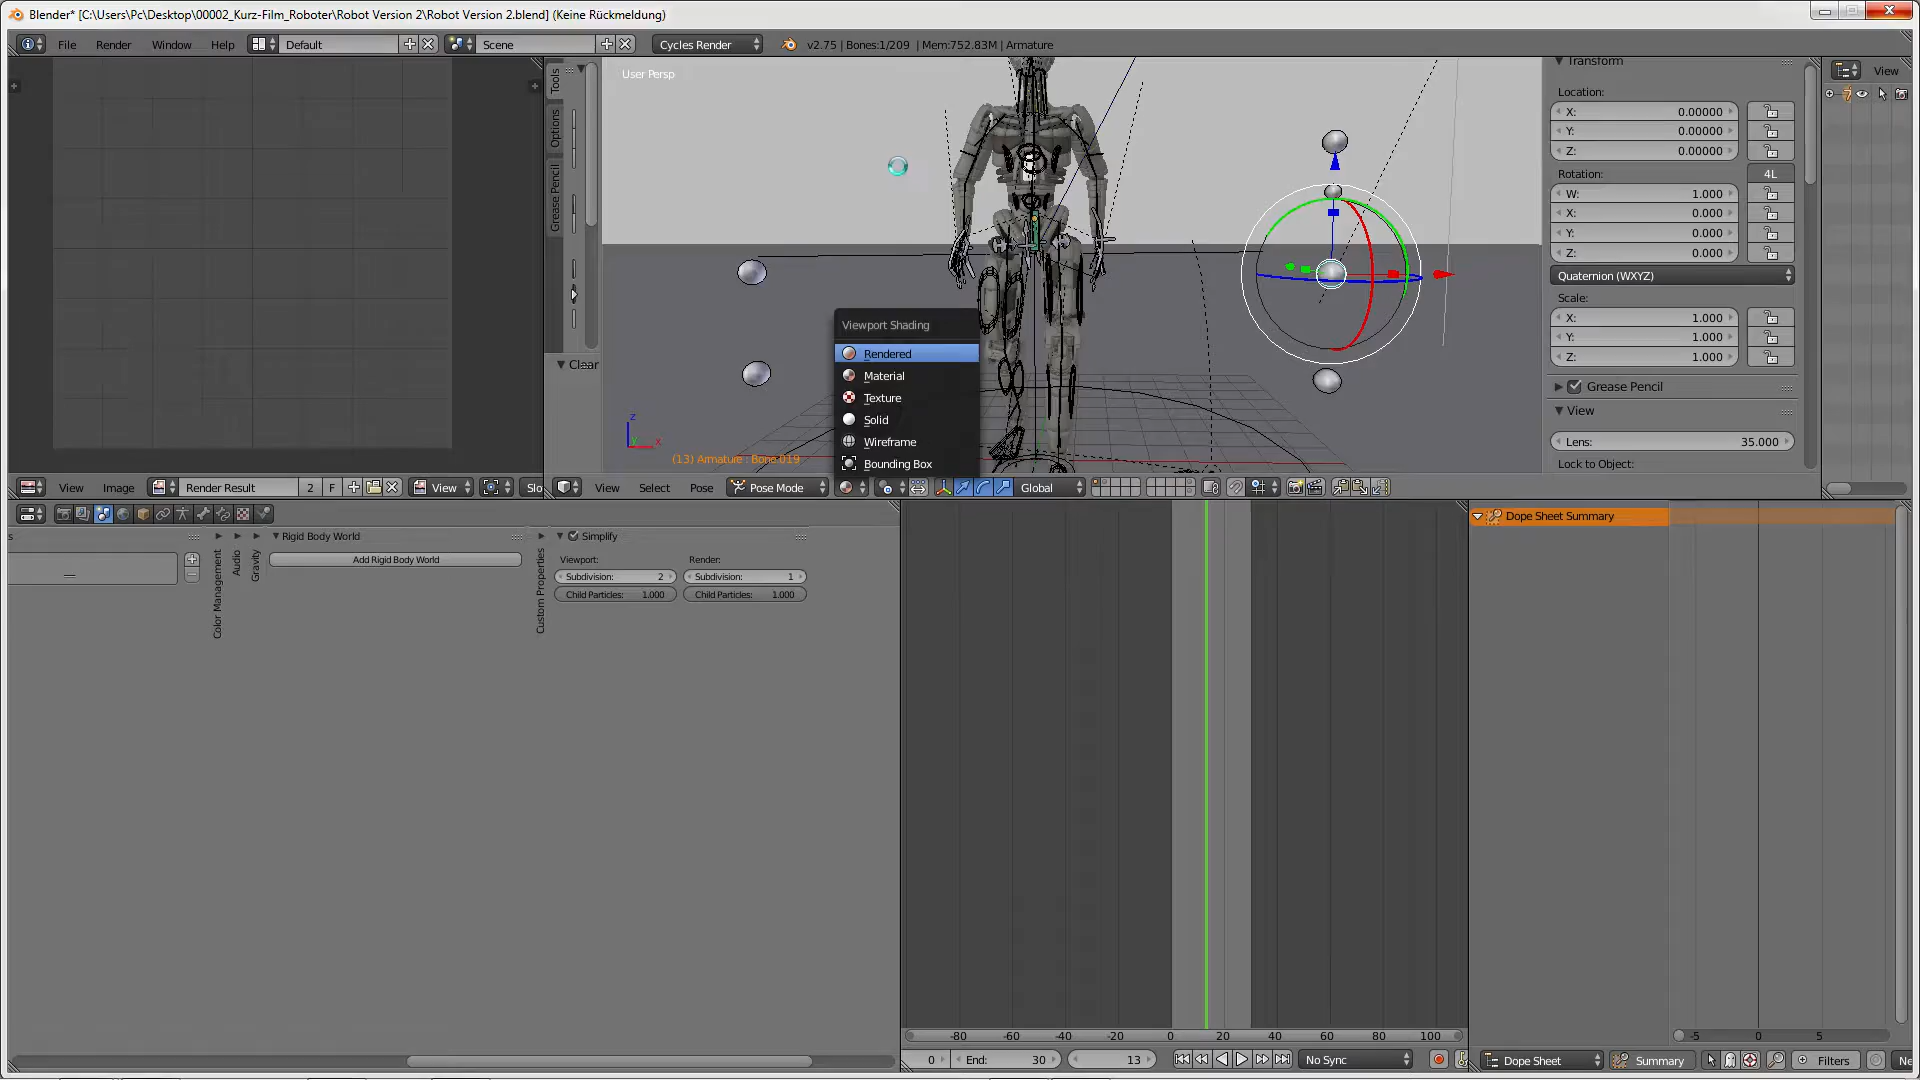 Blender* [C:\Users\Pc\Desktop\00002_Kurz-Film_Roboter\Robot Version 2\Robot Version 2.blend] (Keine Rückmeldung)
File Render Window Help Default Scene Cycles Render v2.75 | Bones:1/209 | Mem:752.83M | Armature
Tools
Options
Grease Pencil
Clear
User Persp
Viewport Shading
Rendered
Material
Texture
Solid
Wireframe
Bounding Box
z
x
y
(13) Armature : Bone.019
Transform
Location:
X: 0.00000
Y: 0.00000
Z: 0.00000
Rotation: 4L
W: 1.000
X: 0.000
Y: 0.000
Z: 0.000
Quaternion (WXYZ)
Scale:
X: 1.000
Y: 1.000
Z: 1.000
Grease Pencil
View
Lens: 35.000
Lock to Object:
View
View Image Render Result 2 F View Slo
View Select Pose Pose Mode Global
s
Color Management
Audio
Gravity
Rigid Body World
Add Rigid Body World
Custom Properties
Simplify
Viewport: Render:
Subdivision: 2 Subdivision: 1
Child Particles: 1.000 Child Particles: 1.000
Dope Sheet Summary
-80 -60 -40 -20 0 20 40 60 80 100
-5 0 5
0 End: 30 13 No Sync
Dope Sheet Summary Filters Ne